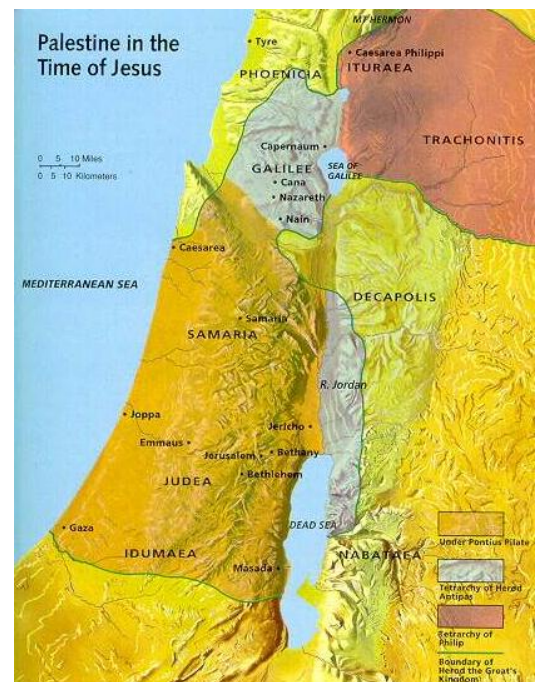 Palestine in the
Time of Jesus
0 5 10 Miles
0 5 10 Kilometers
MT HERMON
Tyre
Caesarea Philippi
PHOENICIA
ITURAEA
TRACHONITIS
Capernaum
GALILEE
SEA OF
GALILEE
Cana
Nazareth
Nain
Caesarea
MEDITERRANEAN SEA
DECAPOLIS
Samaria
SAMARIA
R. Jordan
Joppa
Jericho
Emmaus
Jerusalem
Bethany
JUDEA
Bethlehem
DEAD SEA
Gaza
IDUMAEA
NABATAEA
Masada
Under Pontius Pilate
Tetrarchy of Herod
Antipas
Retrarchy of
Philip
Boundary of
Herod the Great's
Kingdom